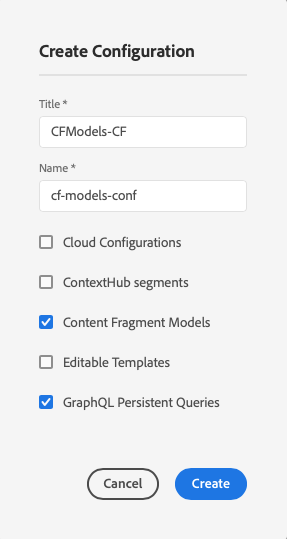 Create Configuration
Title *
CFModels-CF
Name *
cf-models-conf
Cloud Configurations
ContextHub segments
Content Fragment Models
Editable Templates
GraphQL Persistent Queries
Cancel
Create